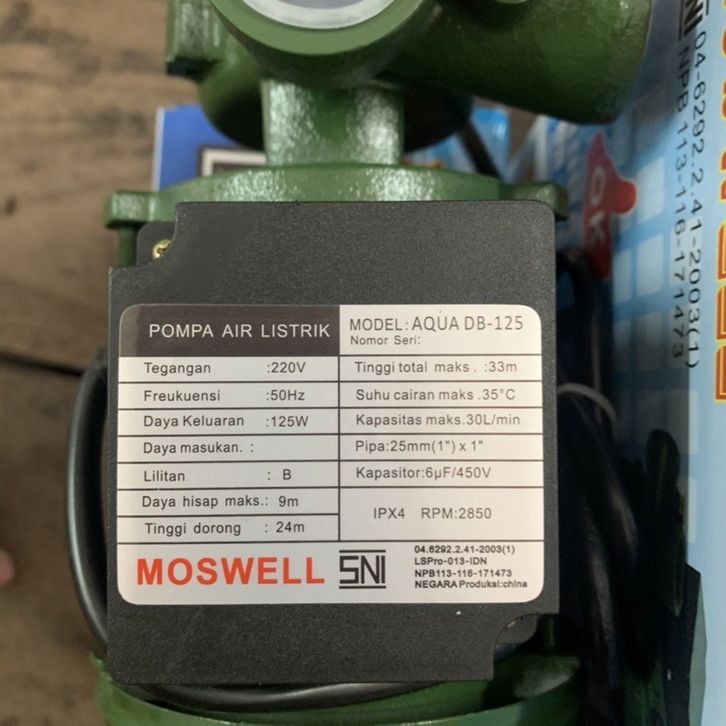 POMPA AIR LISTRIK
MODEL: AQUA DB-125
Nomor Seri:
Tegangan :220V
Tinggi total maks . :33m
Freukuensi :50Hz
Suhu cairan maks .35°C
Daya Keluaran :125W
Kapasitas maks.30L/min
Daya masukan. :
Pipa:25mm(1") x 1"
Lilitan : B
Kapasitor:6μF/450V
Daya hisap maks.: 9m
IPX4 RPM:2850
Tinggi dorong : 24m
MOSWELL
SNI
04.6292.2.41-2003(1)
LSPro-013-IDN
NPB113-116-171473
NEGARA Produksi:china
SNI
04-6292.2.41-2003(1)
NPB 113-116-171473
OK